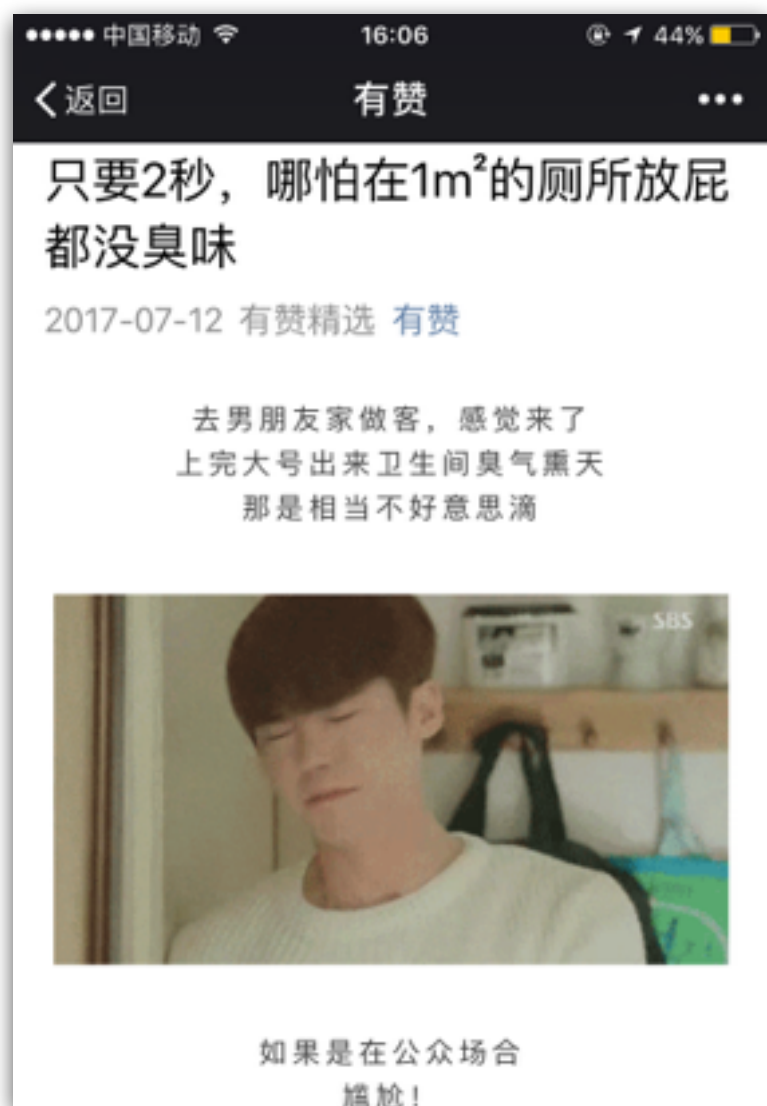 中国移动 16:06 44%
返回 有赞
只要2秒，哪怕在1m²的厕所放屁
都没臭味
2017-07-12 有赞精选 有赞
去男朋友家做客，感觉来了
上完大号出来卫生间臭气熏天
那是相当不好意思滴
SBS
如果是在公众场合
尴尬！